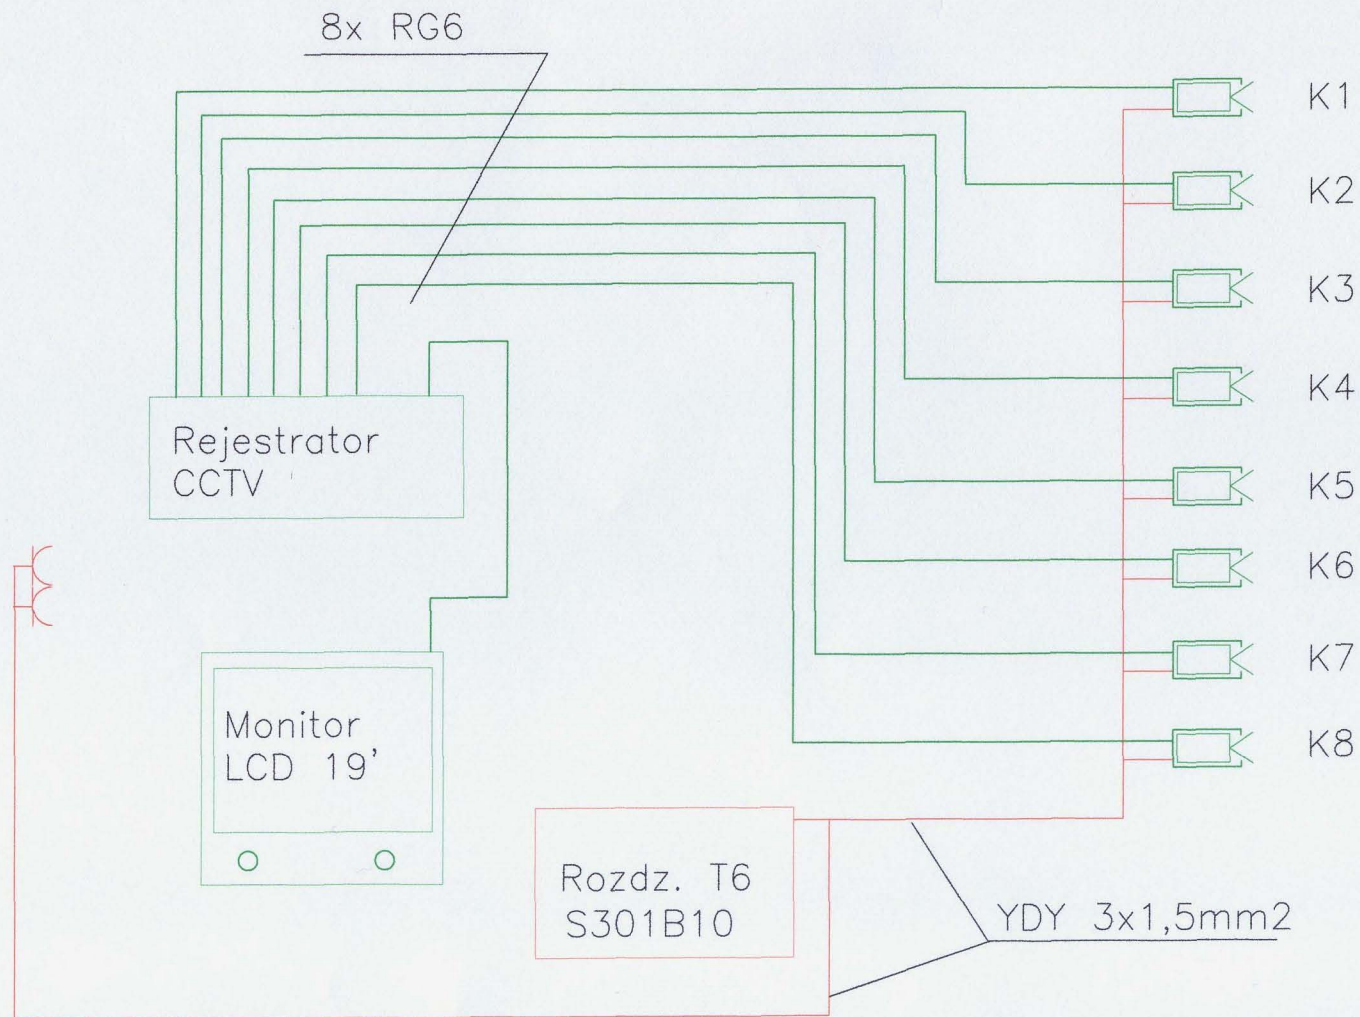 8x RG6
K1
K2
K3
K4
Rejestrator
CCTV
K5
K6
K7
Monitor
LCD 19'
K8
Rozdz. T6
S301B10
YDY 3x1,5mm2